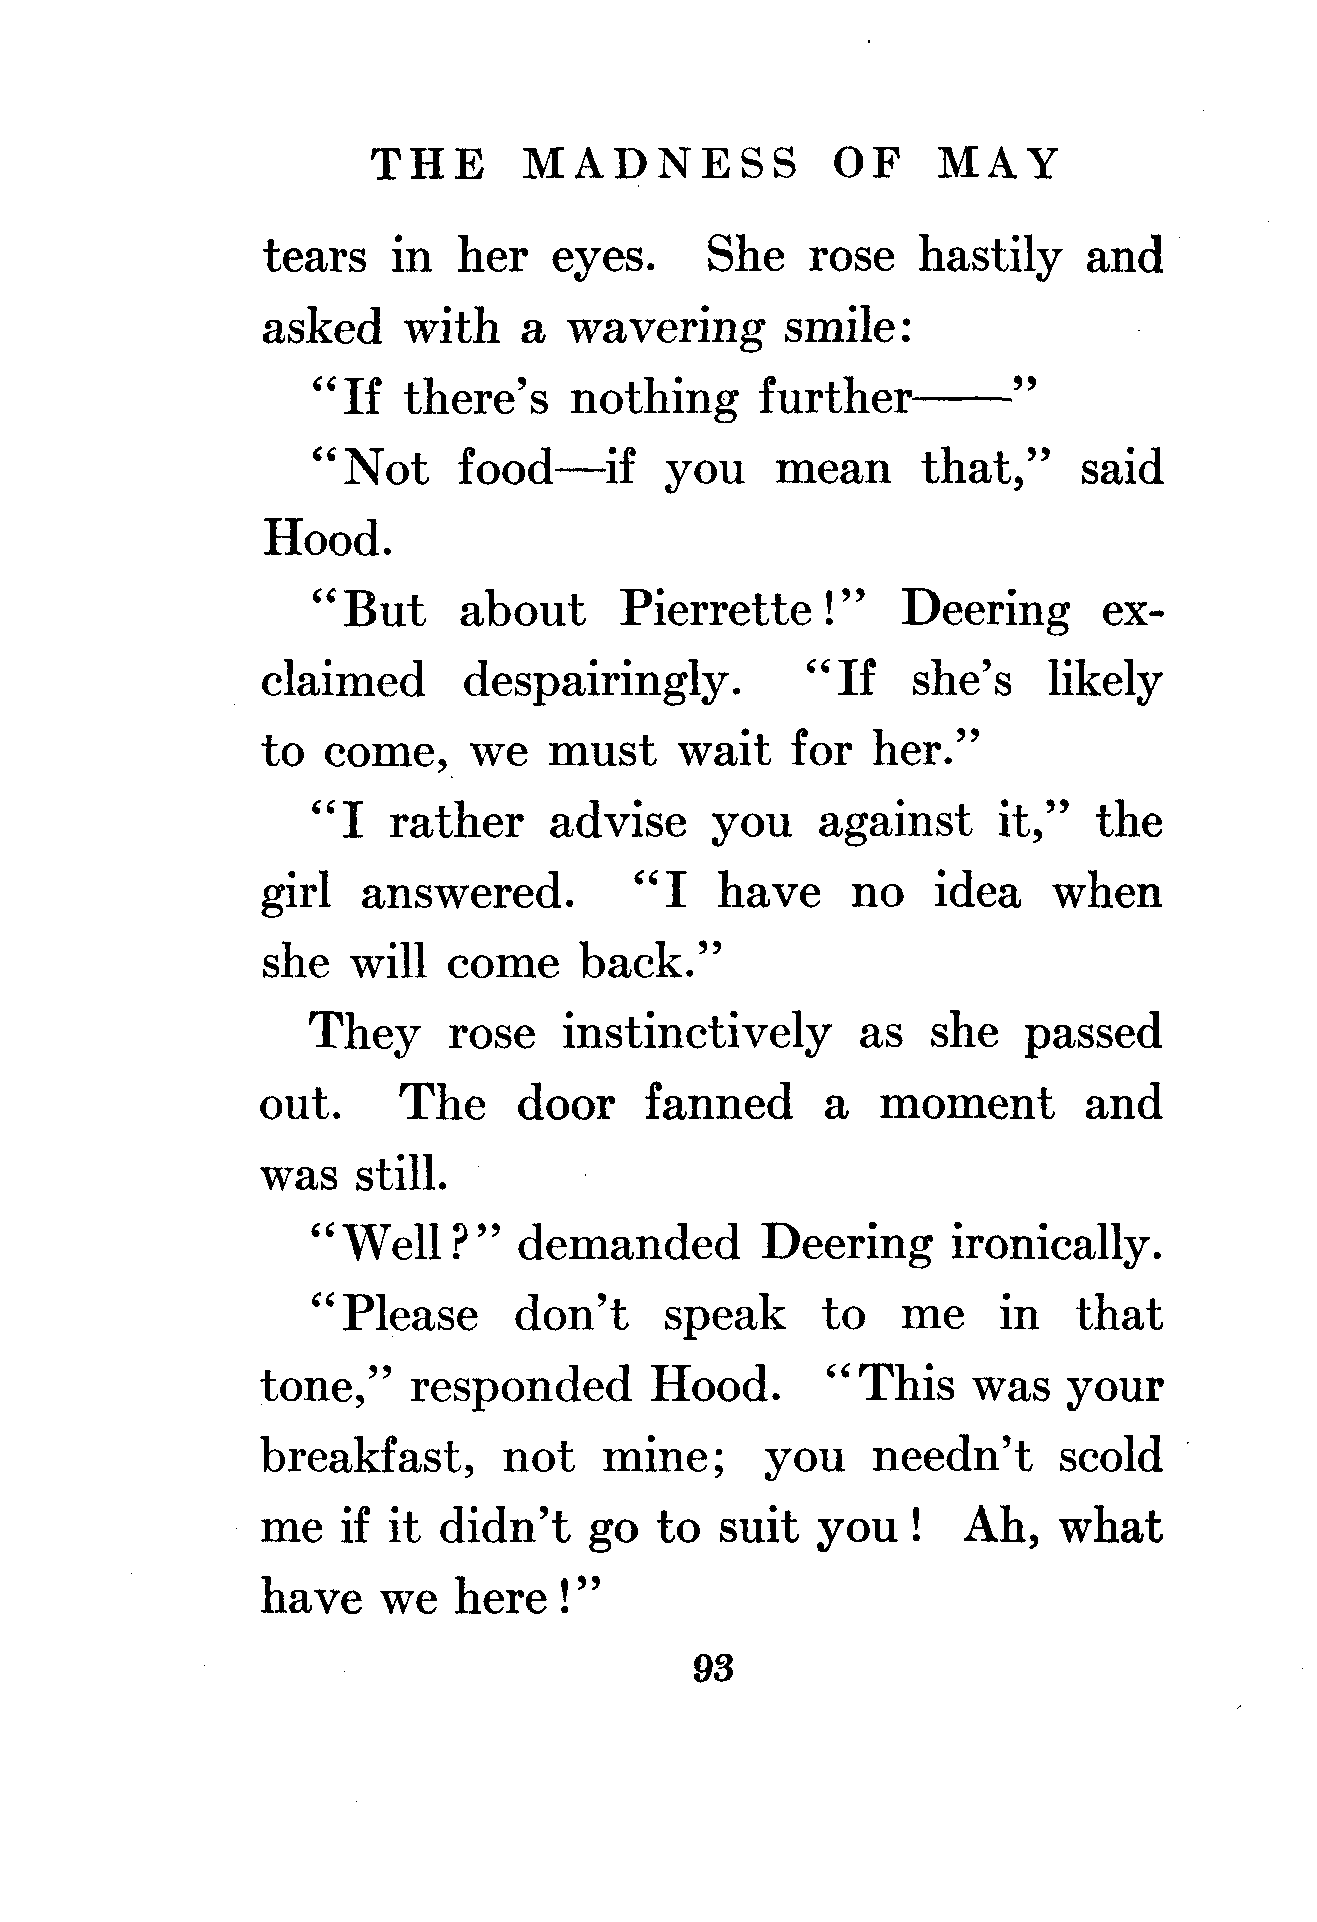 THE MADNESS OF MAY
tears in her eyes. She rose hastily and
asked with a wavering smile:
“If there’s nothing further——”
“Not food—if you mean that,” said
Hood.
“But about Pierrette!” Deering ex-
claimed despairingly. “If she’s likely
to come, we must wait for her.”
“I rather advise you against it,” the
girl answered. “I have no idea when
she will come back.”
They rose instinctively as she passed
out. The door fanned a moment and
was still.
“Well?” demanded Deering ironically.
“Please don’t speak to me in that
tone,” responded Hood. “This was your
breakfast, not mine; you needn’t scold
me if it didn’t go to suit you! Ah, what
have we here!”
93